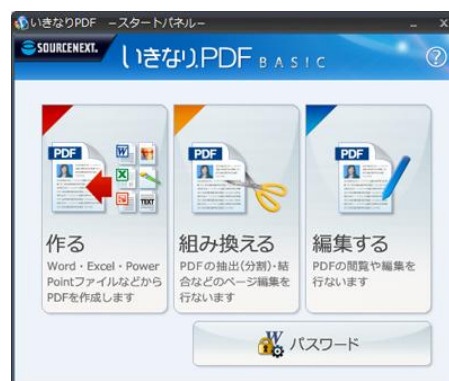 いきなりPDF －スタートパネル－
SOURCENEXT.
いきなりPDF BASIC
?
PDF
W
X
TEXT
PDF
PDF
作る
組み換える
編集する
Word・Excel・Power
Pointファイルなどから
PDFを作成します
PDFの抽出(分割)・結
合などのページ編集を
行ないます
PDFの閲覧や編集を
行ないます
W
パスワード